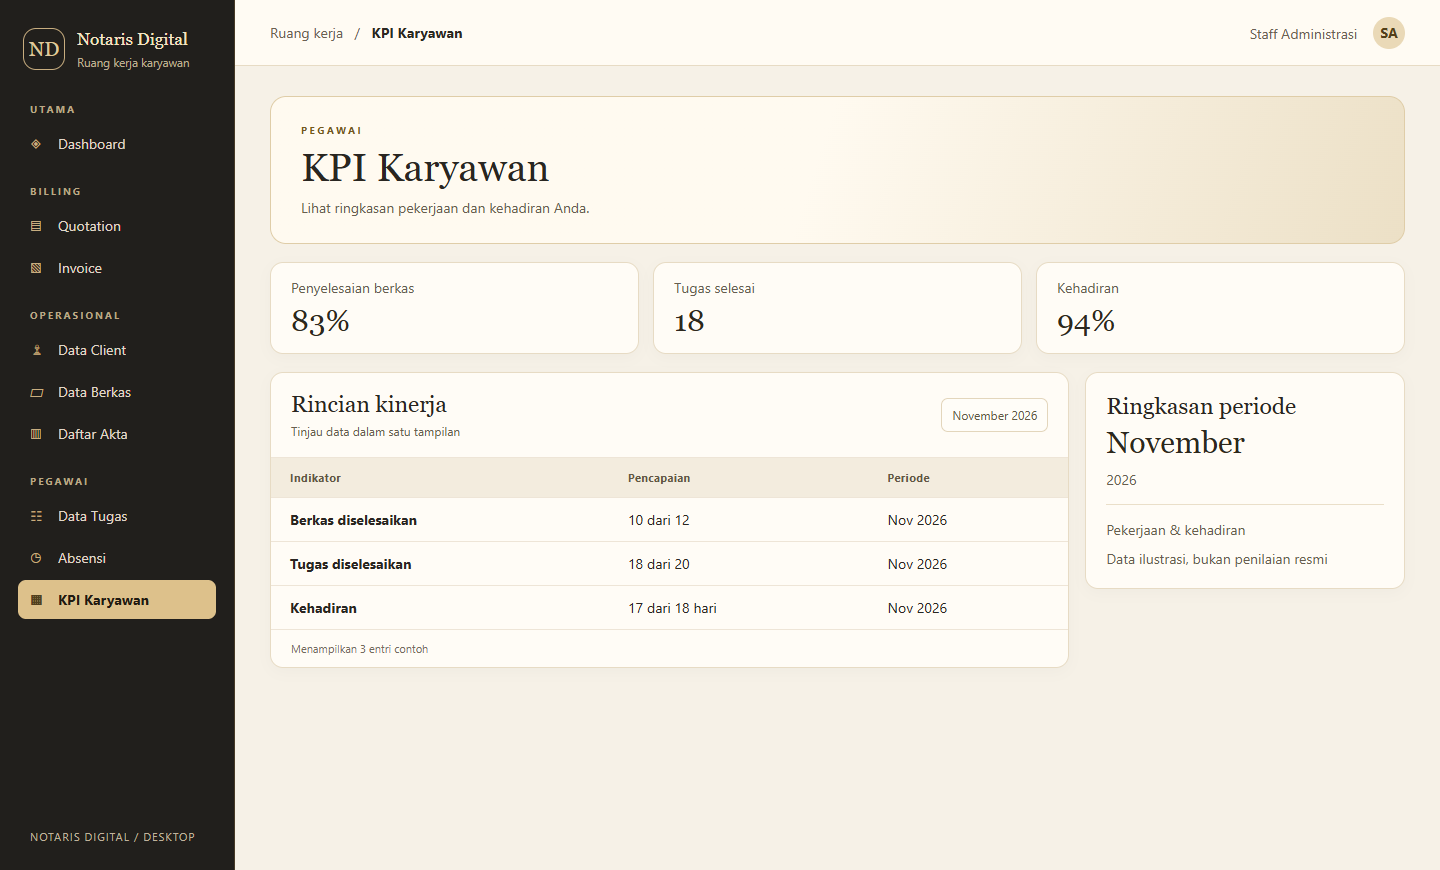 ND
Notaris Digital
Ruang kerja karyawan
UTAMA
Dashboard
BILLING
Quotation
Invoice
OPERASIONAL
Data Client
Data Berkas
Daftar Akta
PEGAWAI
Data Tugas
Absensi
KPI Karyawan
NOTARIS DIGITAL / DESKTOP
Ruang kerja / KPI Karyawan
Staff Administrasi SA
PEGAWAI
KPI Karyawan
Lihat ringkasan pekerjaan dan kehadiran Anda.
Penyelesaian berkas
83%
Tugas selesai
18
Kehadiran
94%
Rincian kinerja
Tinjau data dalam satu tampilan
November 2026
Indikator Pencapaian Periode
Berkas diselesaikan 10 dari 12 Nov 2026
Tugas diselesaikan 18 dari 20 Nov 2026
Kehadiran 17 dari 18 hari Nov 2026
Menampilkan 3 entri contoh
Ringkasan periode
November
2026
Pekerjaan & kehadiran
Data ilustrasi, bukan penilaian resmi